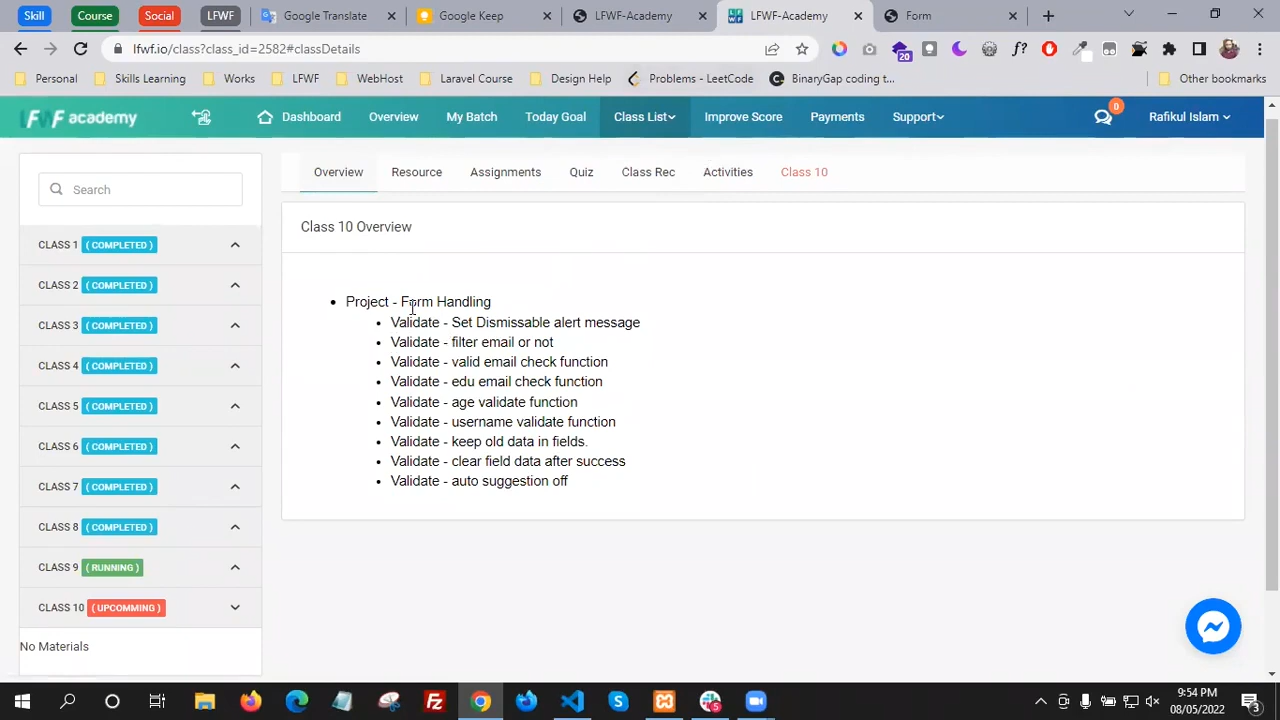 Skill
Course
Social
LFWF
Google Translate
Google Keep
LFWF-Academy
LFWF-Academy
Form
lfwf.io/class?class_id=2582#classDetails
20
f?
Personal
Skills Learning
Works
LFWF
WebHost
Laravel Course
Design Help
Problems - LeetCode
BinaryGap coding t...
Other bookmarks
LFWF academy
Dashboard
Overview
My Batch
Today Goal
Class List
Improve Score
Payments
Support
0
Rafikul Islam
Search
CLASS 1 ( COMPLETED )
CLASS 2 ( COMPLETED )
CLASS 3 ( COMPLETED )
CLASS 4 ( COMPLETED )
CLASS 5 ( COMPLETED )
CLASS 6 ( COMPLETED )
CLASS 7 ( COMPLETED )
CLASS 8 ( COMPLETED )
CLASS 9 ( RUNNING )
CLASS 10 ( UPCOMMING )
No Materials
Overview
Resource
Assignments
Quiz
Class Rec
Activities
Class 10
Class 10 Overview
Project - Form Handling
Validate - Set Dismissable alert message
Validate - filter email or not
Validate - valid email check function
Validate - edu email check function
Validate - age validate function
Validate - username validate function
Validate - keep old data in fields.
Validate - clear field data after success
Validate - auto suggestion off
9:54 PM
08/05/2022
3